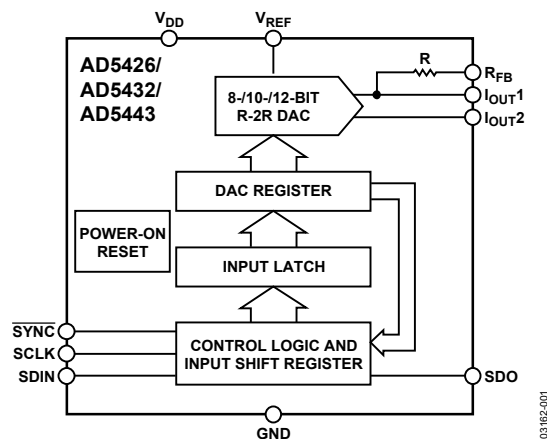 VDD
VREF
AD5426/
AD5432/
AD5443
R
RFB
8-/10-/12-BIT
R-2R DAC
IOUT1
IOUT2
DAC REGISTER
POWER-ON
RESET
INPUT LATCH
SYNC
SCLK
SDIN
CONTROL LOGIC AND
INPUT SHIFT REGISTER
SDO
GND
03162-001